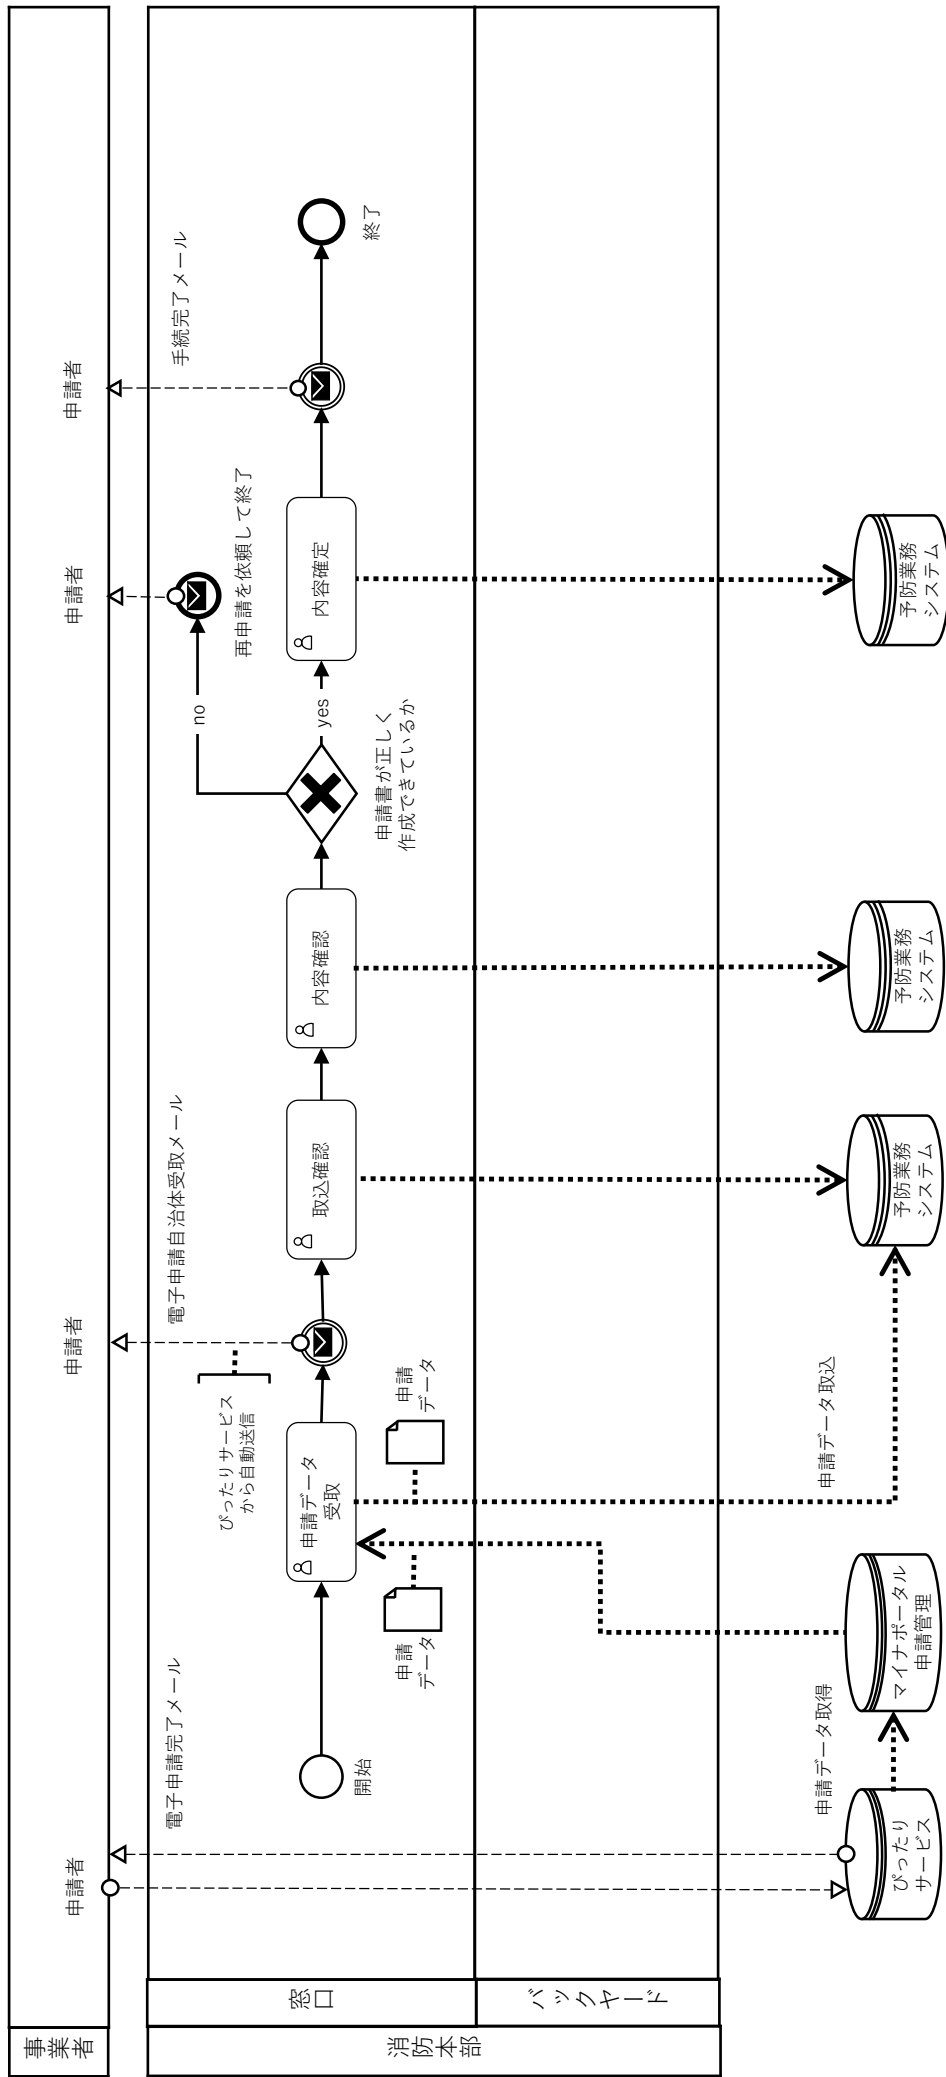 事業者
申請者
申請者
申請者
申請者
消防本部
窓口
バックヤード
電子申請完了メール
電子申請自治体受取メール
手続完了メール
開始
申請データ
受取
申請
データ
申請
データ
ぴったりサービス
から自動送信
取込確認
内容確認
申請書が正しく
作成できているか
no
yes
再申請を依頼して終了
内容確定
終了
ぴったり
サービス
申請データ取得
マイナポータル
申請管理
申請データ取込
予防業務
システム
予防業務
システム
予防業務
システム